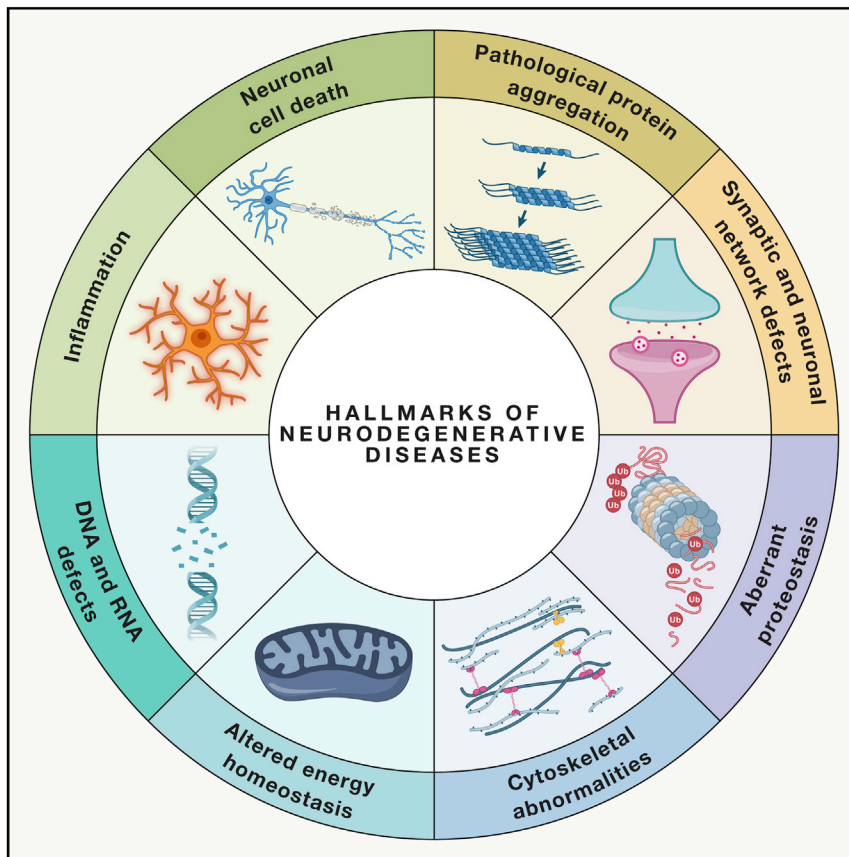 Neuronal
cell death
Pathological protein
aggregation
Synaptic and neuronal
network defects
Aberrant
proteostasis
Cytoskeletal
abnormalities
Altered energy
homeostasis
DNA and RNA
defects
Inflammation
HALLMARKS OF
NEURODEGENERATIVE
DISEASES
Ub
Ub
Ub
Ub
Ub
Ub
Ub
Ub